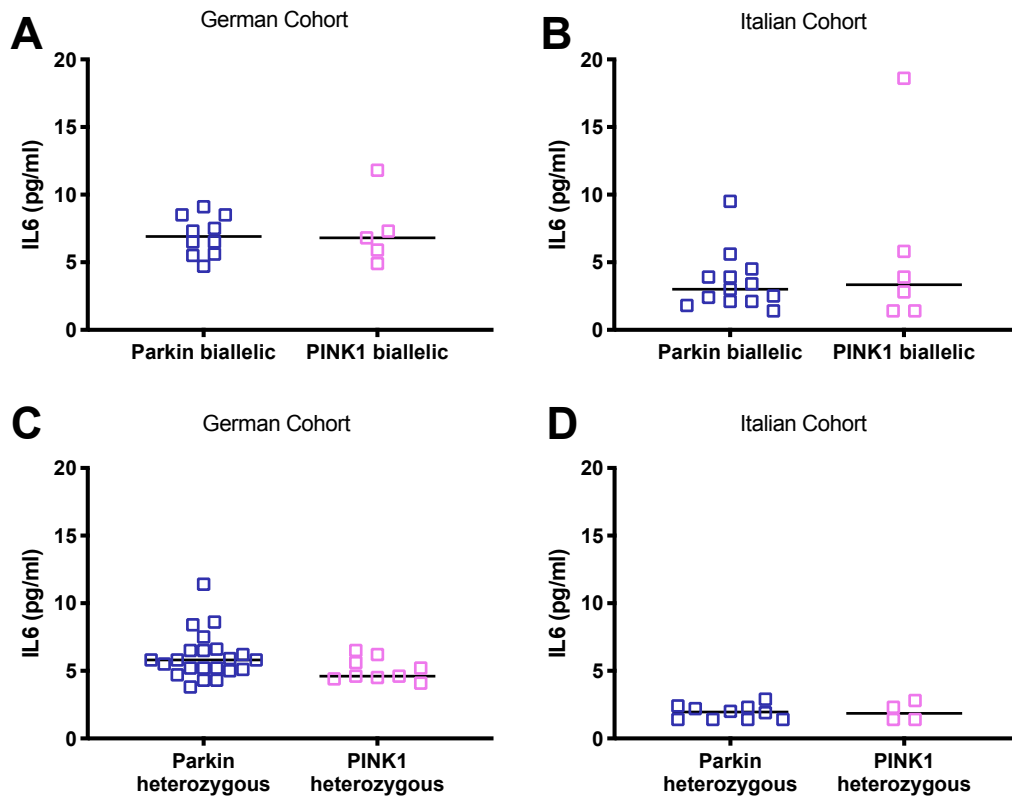 A
German Cohort
IL6 (pg/ml)
20
15
10
5
0
Parkin biallelic
PINK1 biallelic
B
Italian Cohort
IL6 (pg/ml)
20
15
10
5
0
Parkin biallelic
PINK1 biallelic
C
German Cohort
IL6 (pg/ml)
20
15
10
5
0
Parkin
heterozygous
PINK1
heterozygous
D
Italian Cohort
IL6 (pg/ml)
20
15
10
5
0
Parkin
heterozygous
PINK1
heterozygous